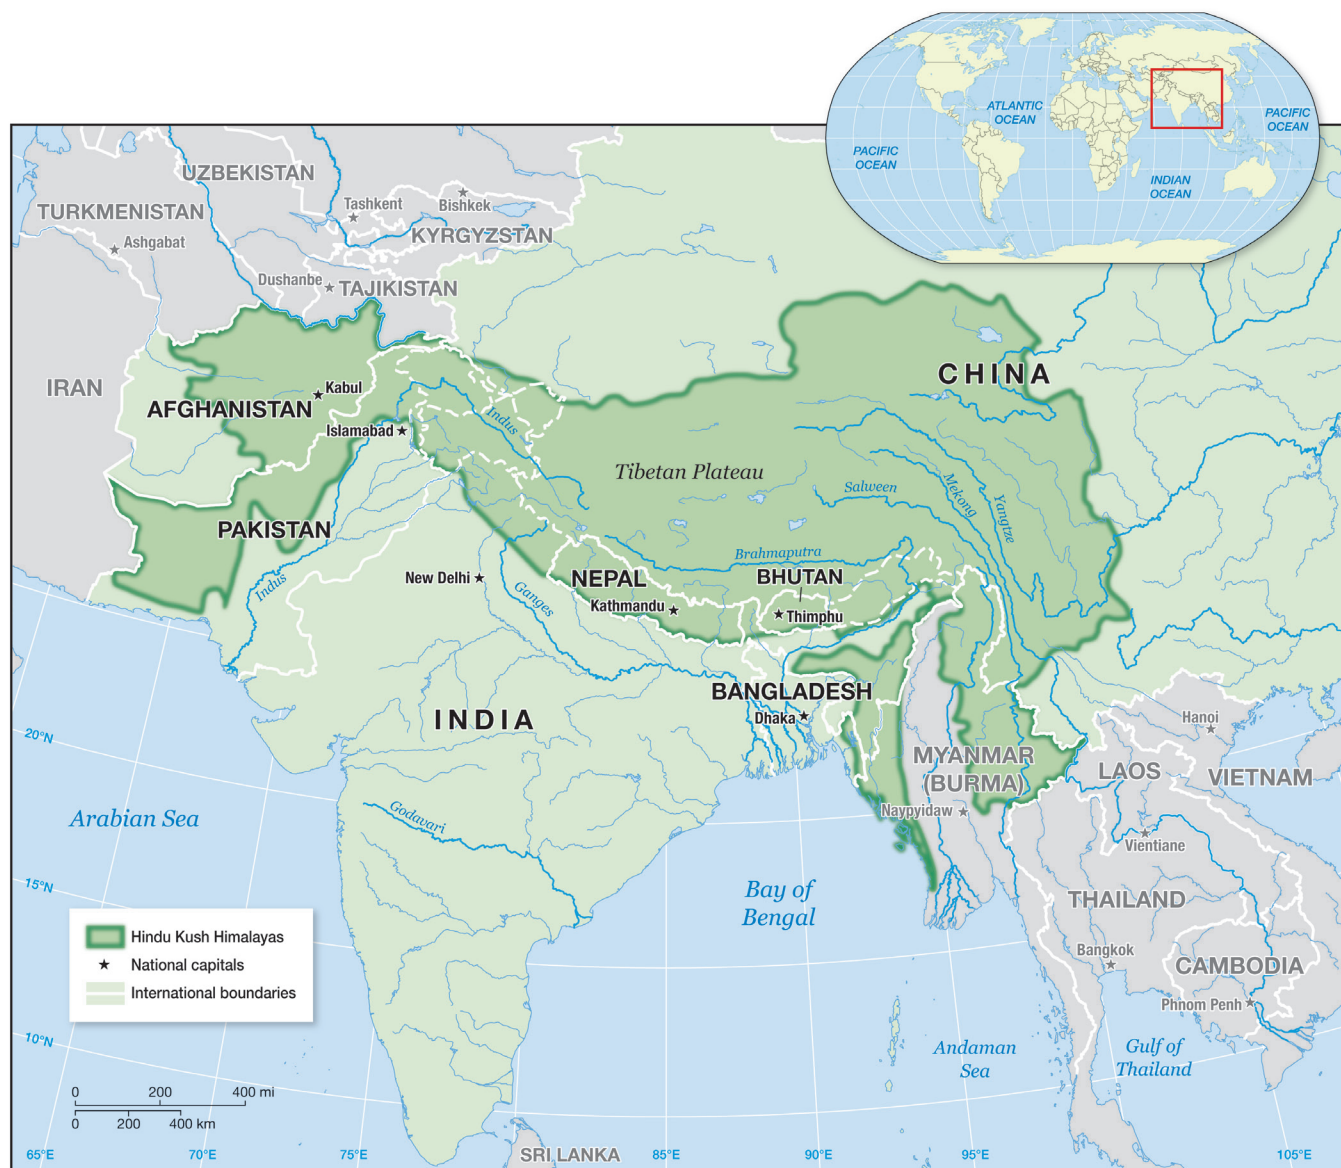 ATLANTIC
OCEAN
PACIFIC
OCEAN
PACIFIC
OCEAN
INDIAN
OCEAN
UZBEKISTAN
TURKMENISTAN
Tashkent
Bishkek
KYRGYZSTAN
Ashgabat
Dushanbe
TAJIKISTAN
IRAN
CHINA
Kabul
AFGHANISTAN
Islamabad
Indus
Tibetan Plateau
Salween
Mekong
Yangtze
PAKISTAN
Brahmaputra
Indus
New Delhi
Ganges
NEPAL
BHUTAN
Kathmandu
Thimphu
BANGLADESH
Dhaka
INDIA
Hanoi
MYANMAR
(BURMA)
LAOS
VIETNAM
20°N
Arabian Sea
Godavari
Naypyidaw
Vientiane
15°N
Bay of
Bengal
THAILAND
Bangkok
CAMBODIA
Phnom Penh
Hindu Kush Himalayas
National capitals
International boundaries
10°N
Andaman
Sea
Gulf of
Thailand
0 200 400 mi
0 200 400 km
SRI LANKA
65°E 70°E 75°E 85°E 90°E 95°E 105°E